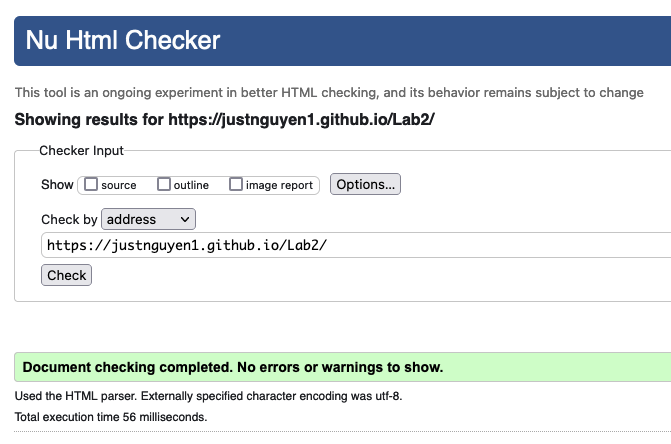 Nu Html Checker
This tool is an ongoing experiment in better HTML checking, and its behavior remains subject to change
Showing results for https://justnguyen1.github.io/Lab2/
Checker Input
Show source outline image report Options...
Check by address
https://justnguyen1.github.io/Lab2/
Check
Document checking completed. No errors or warnings to show.
Used the HTML parser. Externally specified character encoding was utf-8.
Total execution time 56 milliseconds.